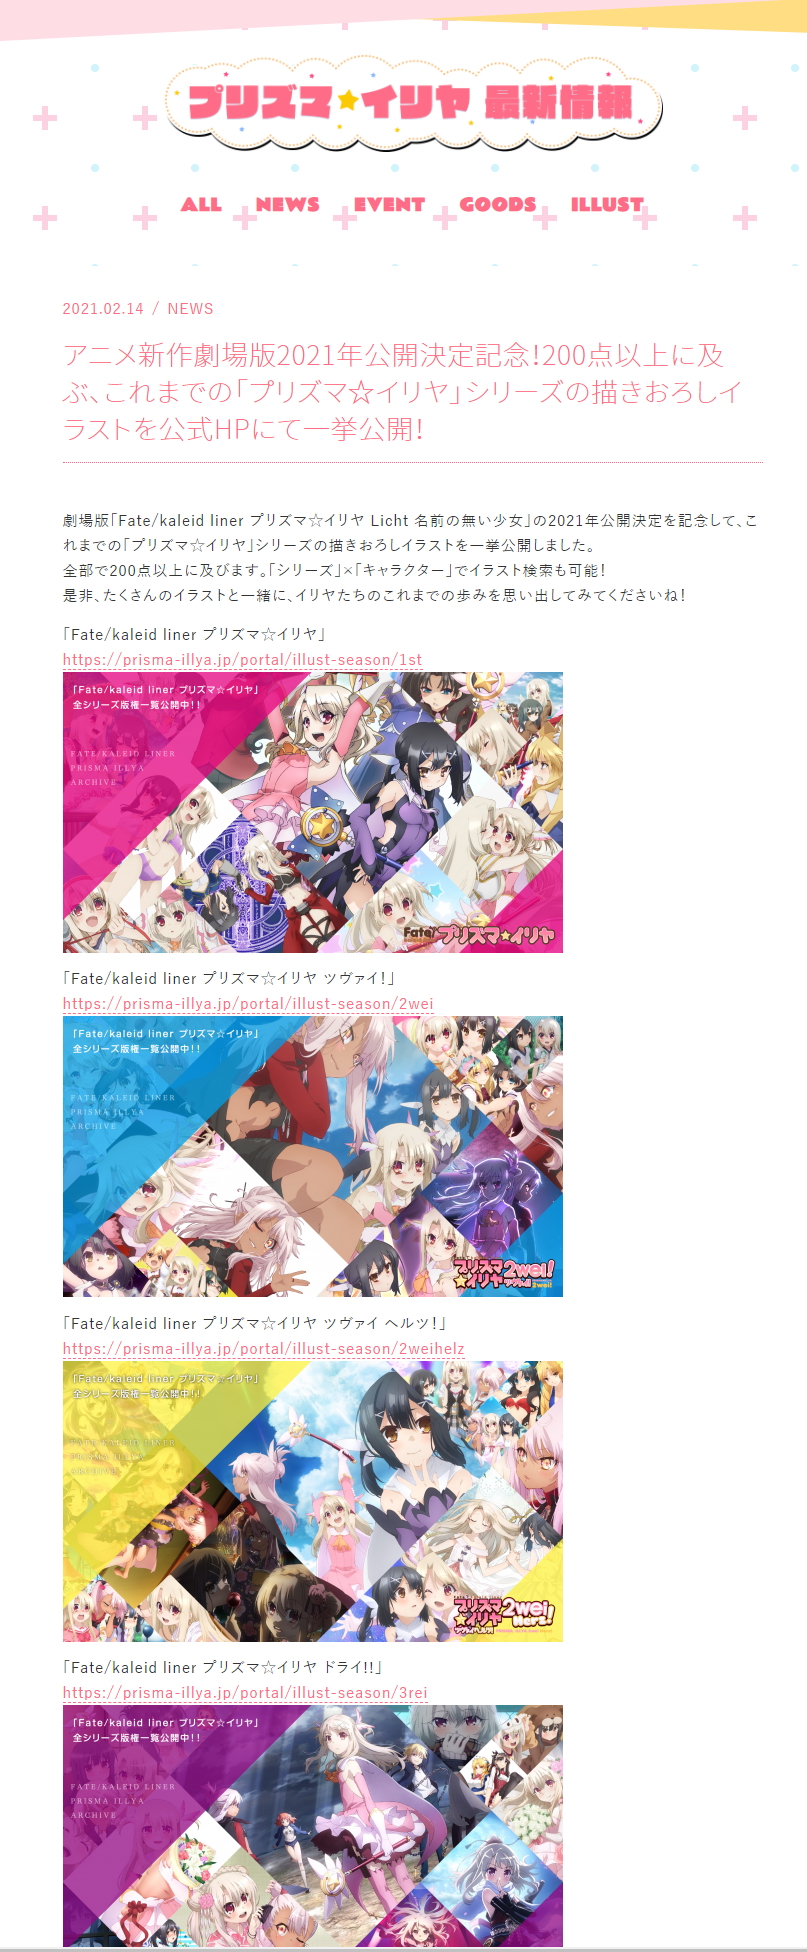 プリズマ★イリヤ 最新情報
ALL NEWS EVENT GOODS ILLUST
2021.02.14 / NEWS
アニメ新作劇場版2021年公開決定記念!200点以上に及
ぶ、これまでの「プリズマ☆イリヤ」シリーズの描きおろしイ
ラストを公式HPにて一挙公開!
劇場版「Fate/kaleid liner プリズマ☆イリヤ Licht 名前の無い少女」の2021年公開決定を記念して、こ
れまでの「プリズマ☆イリヤ」シリーズの描きおろしイラストを一挙公開しました。
全部で200点以上に及びます。「シリーズ」×「キャラクター」でイラスト検索も可能!
是非、たくさんのイラストと一緒に、イリヤたちのこれまでの歩みを思い出してみてくださいね!
「Fate/kaleid liner プリズマ☆イリヤ」
https://prisma-illya.jp/portal/illust-season/1st
「Fate/kaleid liner プリズマ☆イリヤ」
全シリーズ版権一覧公開中!!
FATE/KALEID LINER
PRISMA ILLYA
ARCHIVE
Fate/プリズマ★イリヤ
「Fate/kaleid liner プリズマ☆イリヤ ツヴァイ!」
https://prisma-illya.jp/portal/illust-season/2wei
「Fate/kaleid liner プリズマ☆イリヤ」
全シリーズ版権一覧公開中!!
FATE/KALEID LINER
PRISMA ILLYA
ARCHIVE
プリズマ
★イリヤ 2wei!
ツヴァイ!
「Fate/kaleid liner プリズマ☆イリヤ ツヴァイ ヘルツ!」
https://prisma-illya.jp/portal/illust-season/2weihelz
「Fate/kaleid liner プリズマ☆イリヤ」
全シリーズ版権一覧公開中!!
FATE/KALEID LINER
PRISMA ILLYA
ARCHIVE
プリズマ
★イリヤ 2wei Herz!
ツヴァイヘルツ!
「Fate/kaleid liner プリズマ☆イリヤ ドライ!!」
https://prisma-illya.jp/portal/illust-season/3rei
「Fate/kaleid liner プリズマ☆イリヤ」
全シリーズ版権一覧公開中!!
FATE/KALEID LINER
PRISMA ILLYA
ARCHIVE